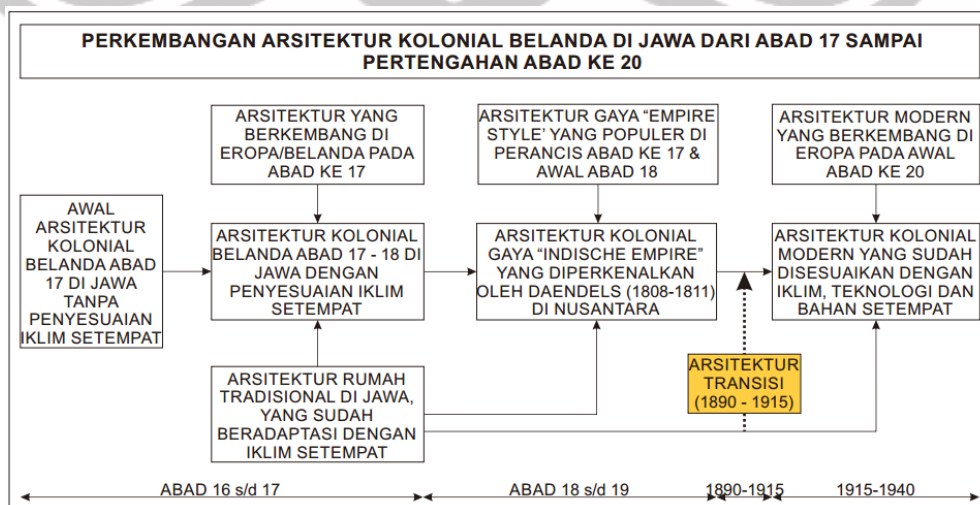 PERKEMBANGAN ARSITEKTUR KOLONIAL BELANDA DI JAWA DARI ABAD 17 SAMPAI
PERTENGAHAN ABAD KE 20
ARSITEKTUR YANG
BERKEMBANG DI
EROPA/BELANDA PADA
ABAD KE 17
ARSITEKTUR GAYA “EMPIRE
STYLE’ YANG POPULER DI
PERANCIS ABAD KE 17 &
AWAL ABAD 18
ARSITEKTUR MODERN
YANG BERKEMBANG DI
EROPA PADA AWAL
ABAD KE 20
AWAL
ARSITEKTUR
KOLONIAL
BELANDA ABAD
17 DI JAWA
TANPA
PENYESUAIAN
IKLIM SETEMPAT
ARSITEKTUR KOLONIAL
BELANDA ABAD 17 - 18 DI
JAWA DENGAN
PENYESUAIAN IKLIM
SETEMPAT
ARSITEKTUR KOLONIAL
GAYA “INDISCHE EMPIRE”
YANG DIPERKENALKAN
OLEH DAENDELS (1808-1811)
DI NUSANTARA
ARSITEKTUR KOLONIAL
MODERN YANG SUDAH
DISESUAIKAN DENGAN
IKLIM, TEKNOLOGI DAN
BAHAN SETEMPAT
ARSITEKTUR RUMAH
TRADISIONAL DI JAWA,
YANG SUDAH
BERADAPTASI DENGAN
IKLIM SETEMPAT
ARSITEKTUR
TRANSISI
(1890 - 1915)
ABAD 16 s/d 17
ABAD 18 s/d 19
1890-1915
1915-1940